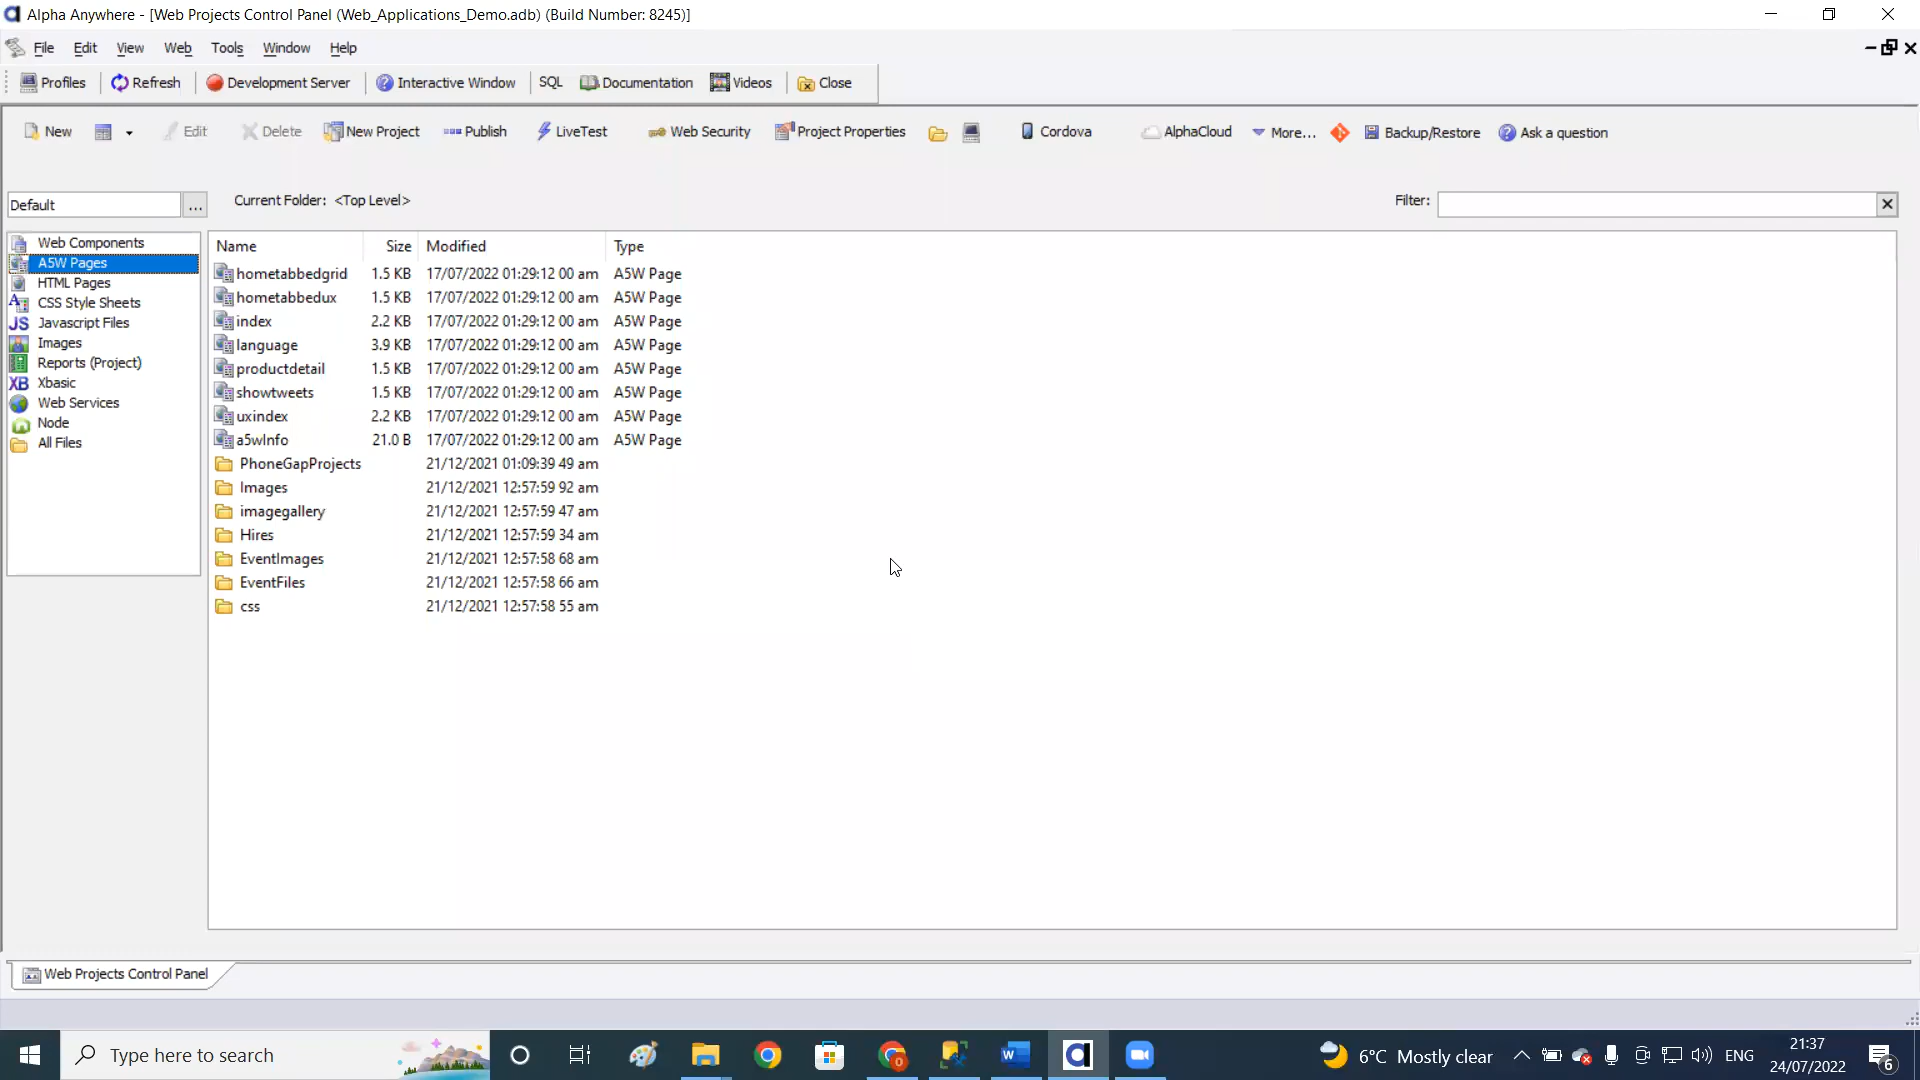 Alpha Anywhere - [Web Projects Control Panel (Web_Applications_Demo.adb) (Build Number: 8245)]
File Edit View Web Tools Window Help
Profiles Refresh Development Server Interactive Window SQL Documentation Videos Close
New Edit Delete New Project Publish LiveTest Web Security Project Properties Cordova AlphaCloud More... Backup/Restore Ask a question
Default ... Current Folder: <Top Level> Filter:
Web Components
A5W Pages
HTML Pages
CSS Style Sheets
JS Javascript Files
Images
Reports (Project)
XB Xbasic
Web Services
Node
All Files
Name Size Modified Type
hometabbedgrid 1.5 KB 17/07/2022 01:29:12 00 am A5W Page
hometabbedux 1.5 KB 17/07/2022 01:29:12 00 am A5W Page
index 2.2 KB 17/07/2022 01:29:12 00 am A5W Page
language 3.9 KB 17/07/2022 01:29:12 00 am A5W Page
productdetail 1.5 KB 17/07/2022 01:29:12 00 am A5W Page
showtweets 1.5 KB 17/07/2022 01:29:12 00 am A5W Page
uxindex 2.2 KB 17/07/2022 01:29:12 00 am A5W Page
a5wInfo 21.0 B 17/07/2022 01:29:12 00 am A5W Page
PhoneGapProjects 21/12/2021 01:09:39 49 am
Images 21/12/2021 12:57:59 92 am
imagegallery 21/12/2021 12:57:59 47 am
Hires 21/12/2021 12:57:59 34 am
EventImages 21/12/2021 12:57:58 68 am
EventFiles 21/12/2021 12:57:58 66 am
css 21/12/2021 12:57:58 55 am
Web Projects Control Panel
Type here to search
6°C Mostly clear
ENG
21:37
24/07/2022
6